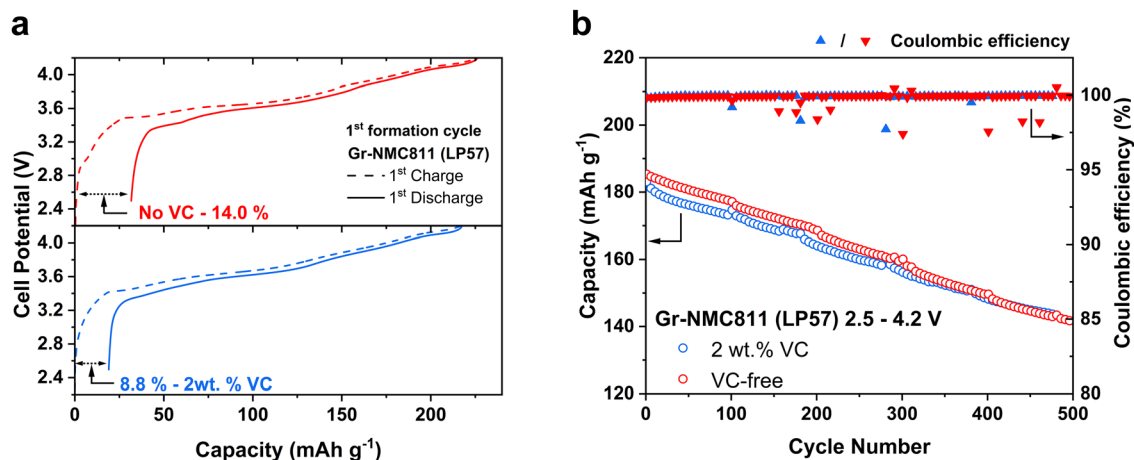 a
4.0
3.6
3.2
2.8
2.4
1st formation cycle
Gr-NMC811 (LP57)
1st Charge
1st Discharge
No VC - 14.0 %
Cell Potential (V)
4.0
3.6
3.2
2.8
2.4
8.8 % - 2wt. % VC
0 50 100 150 200
Capacity (mAh g⁻¹)
b
/ Coulombic efficiency
220
200
180
160
140
120
Capacity (mAh g⁻¹)
100
95
90
85
80
Coulombic efficiency (%)
Gr-NMC811 (LP57) 2.5 - 4.2 V
2 wt.% VC
VC-free
0 100 200 300 400 500
Cycle Number